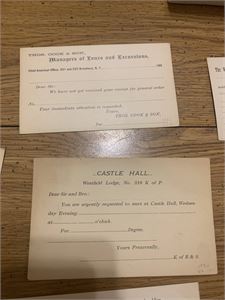 THOS. COOK & SON,
Managers of Tours and Excursions,
Chief American Office, 261 and 262 Broadway, N. Y.
Dear Sir:
We have not yet received your receipt for general order
No.
Your immediate attention is requested.
Yours,
THOS. COOK & SON,
CASTLE HALL,
Westfield Lodge, No. K of P
Dear Sir and Bro.:
You are urgently requested to meet at Castle Hall, Wednes-
day Evening,
at o'clock.
For Degree.
Yours Fraternally,
K. of R. & S.